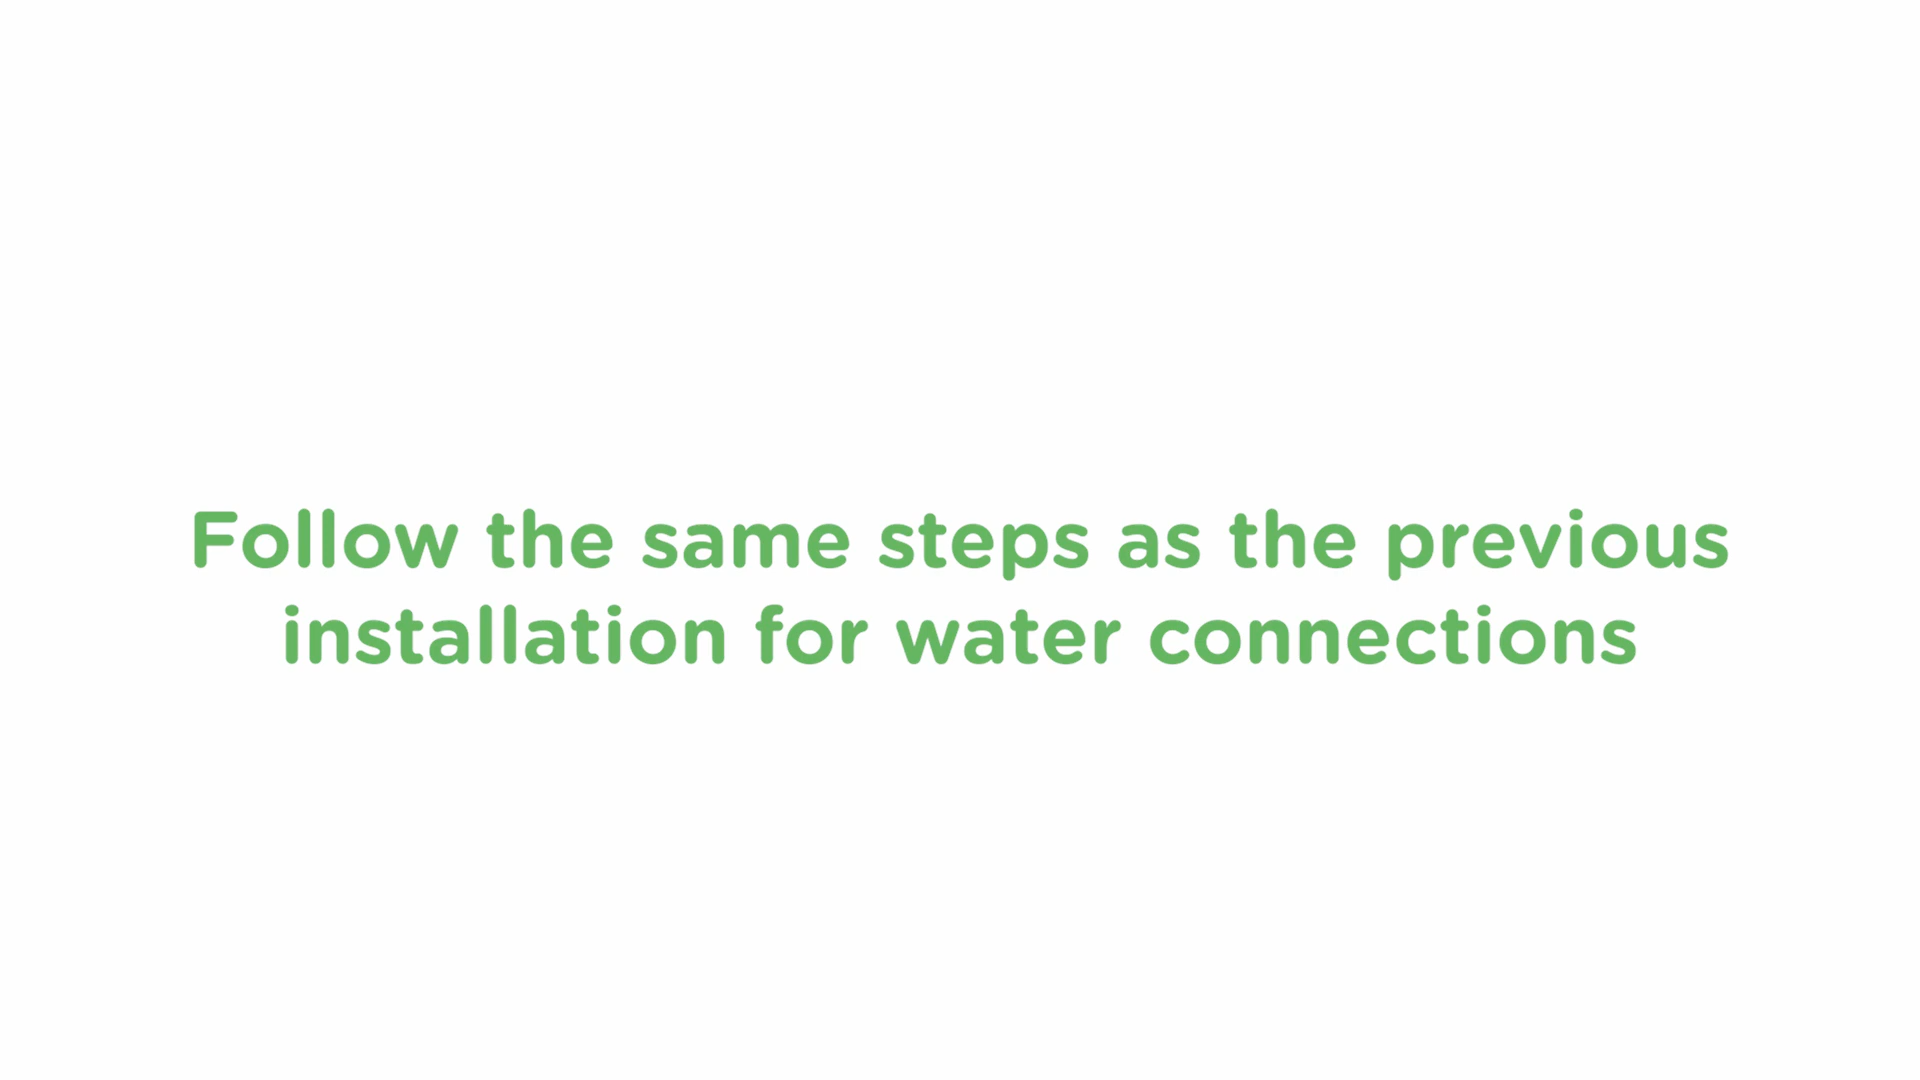 Follow the same steps as the previous
installation for water connections